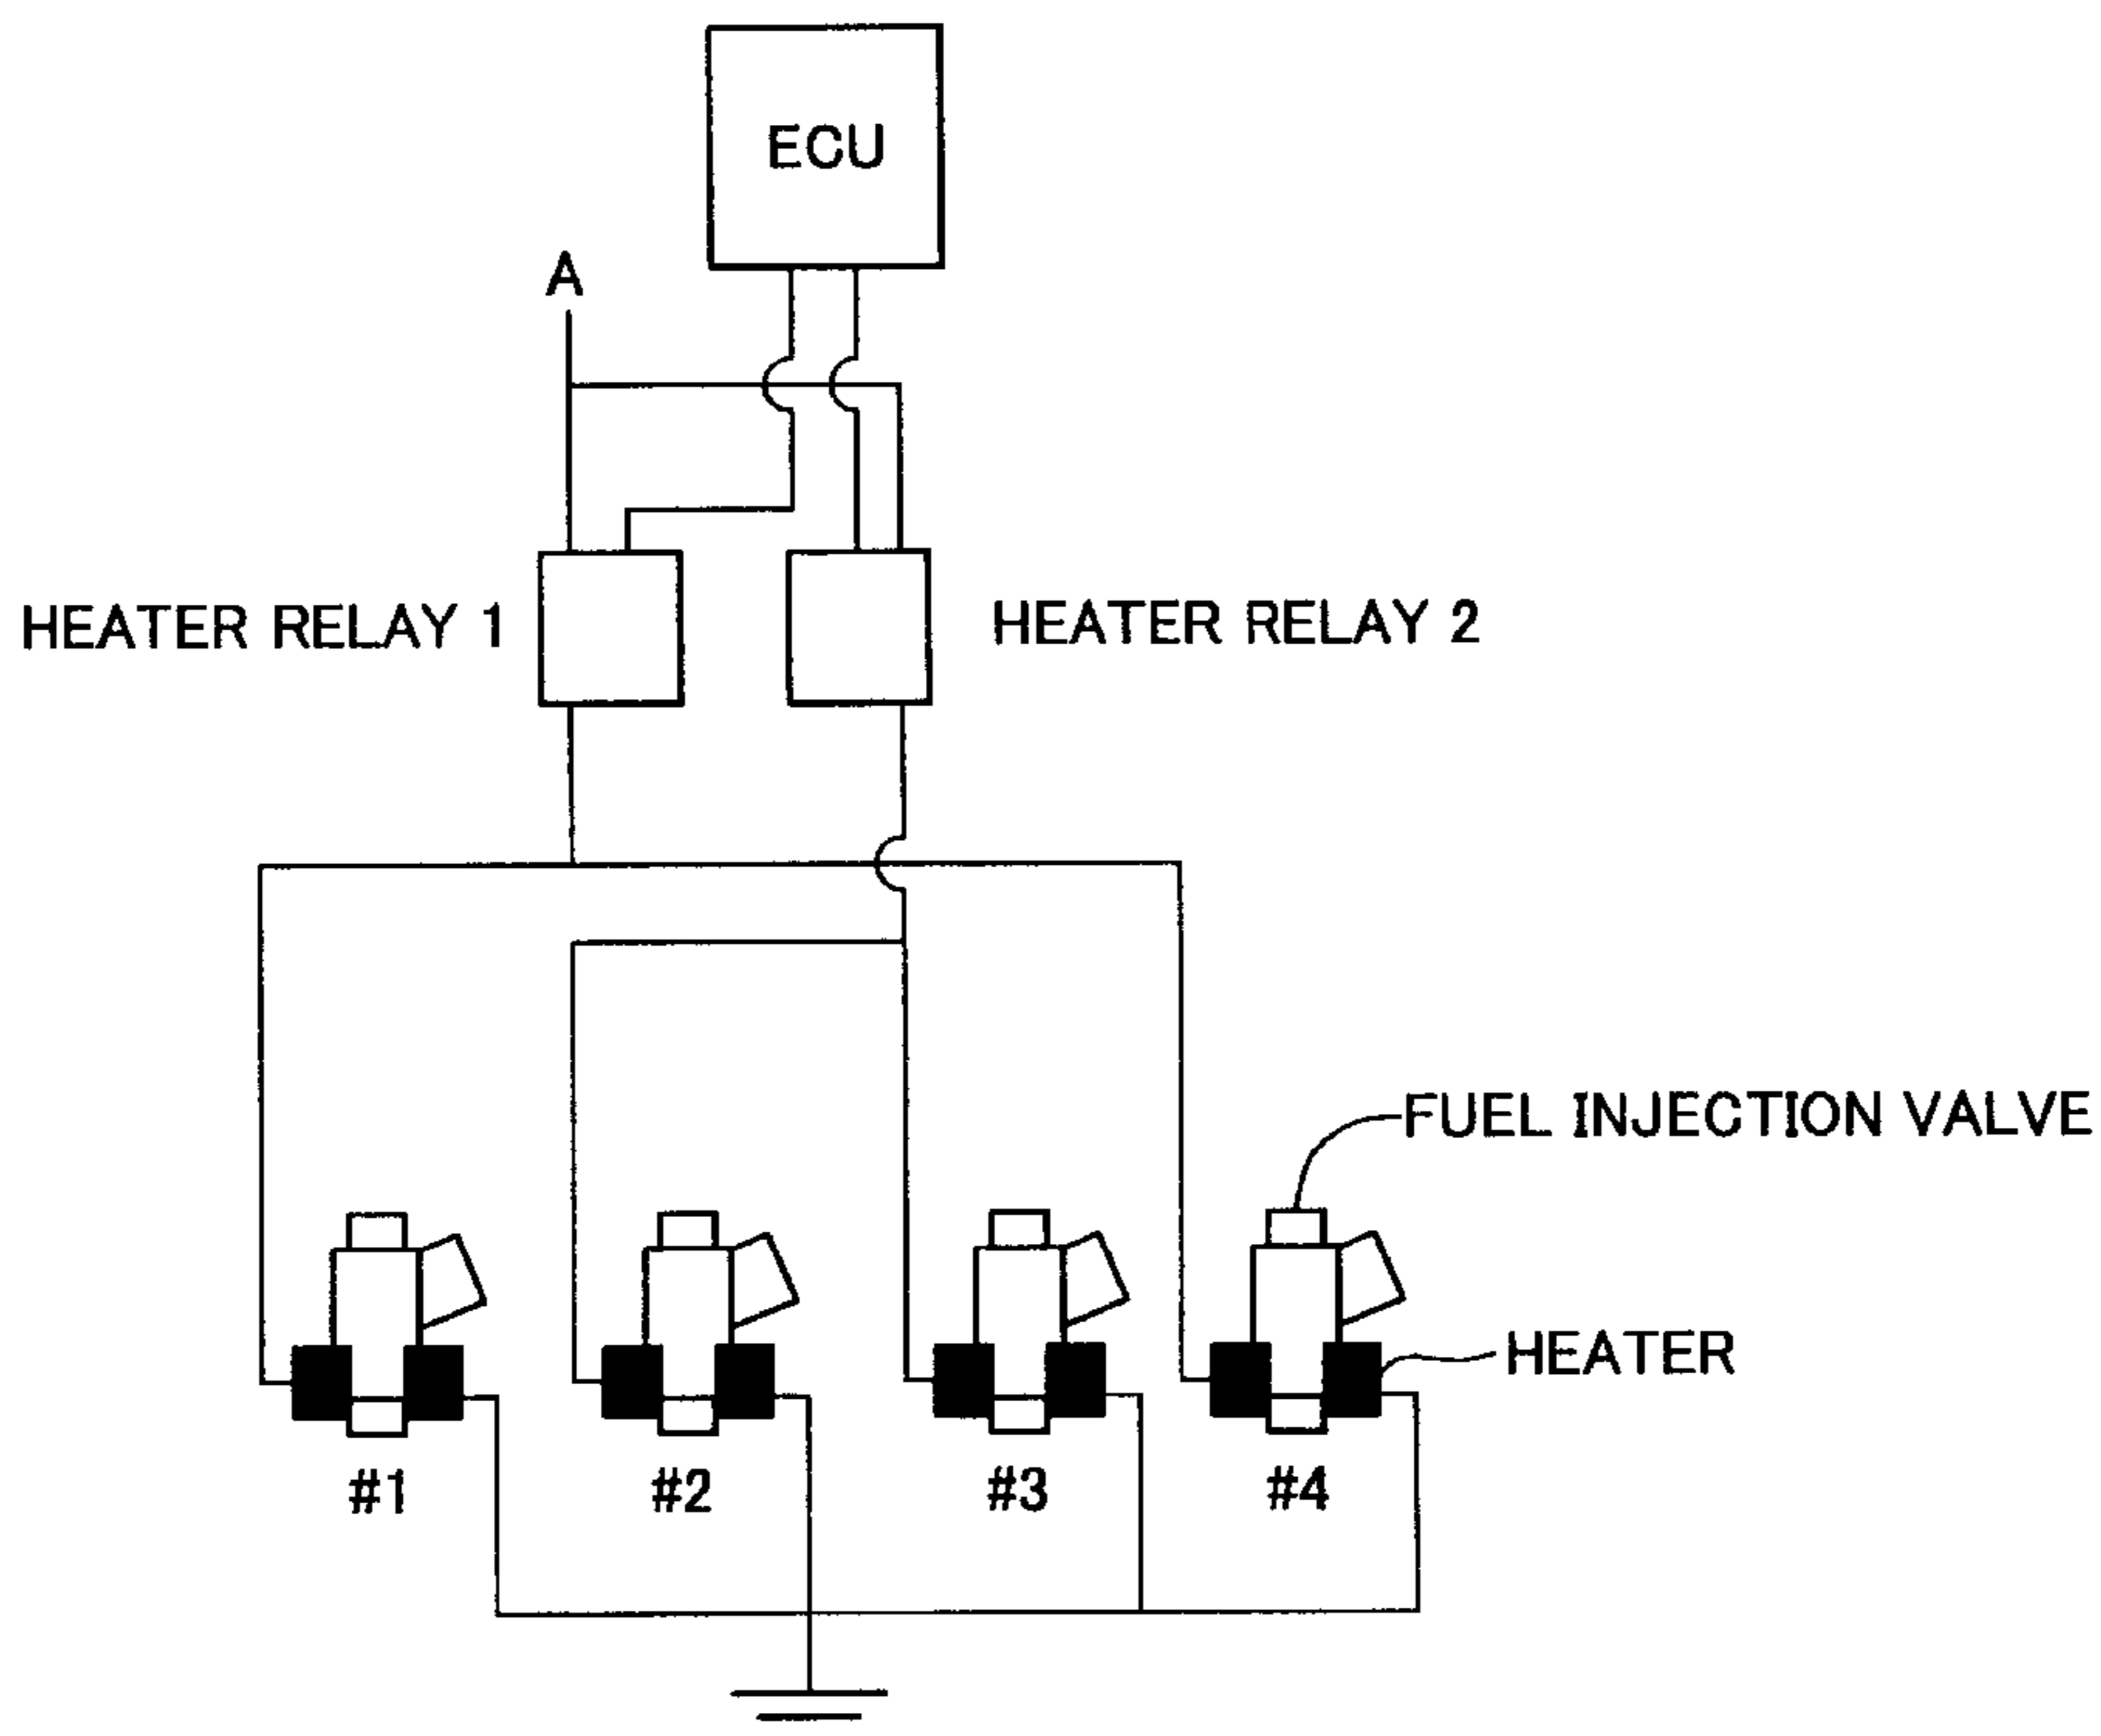 ECU
A
HEATER RELAY 1
HEATER RELAY 2
FUEL INJECTION VALVE
HEATER
#1
#2
#3
#4